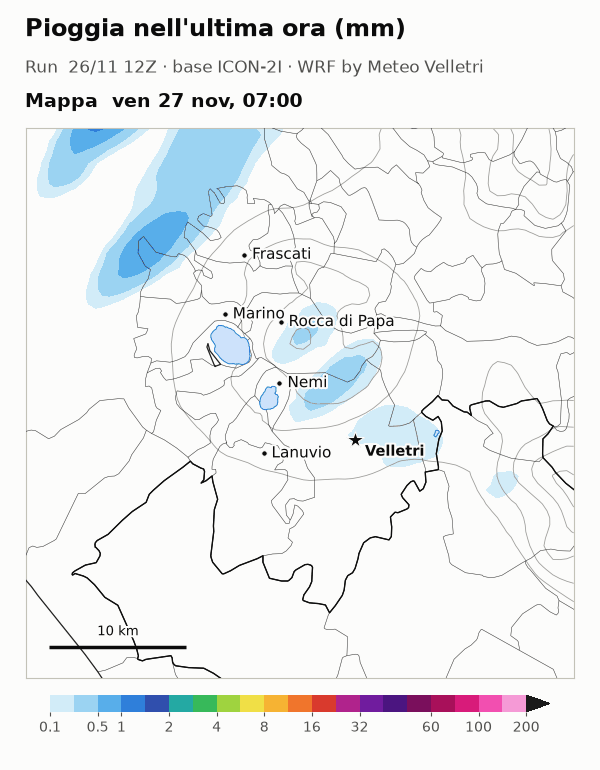 Pioggia nell'ultima ora (mm)
Run  26/11 12Z · base ICON-2I · WRF by Meteo Velletri
Mappa  ven 27 nov, 07:00
Frascati
Marino
Rocca di Papa
Nemi
Velletri
Lanuvio
10 km
0.1 0.5 1 2 4 8 16 32 60 100 200